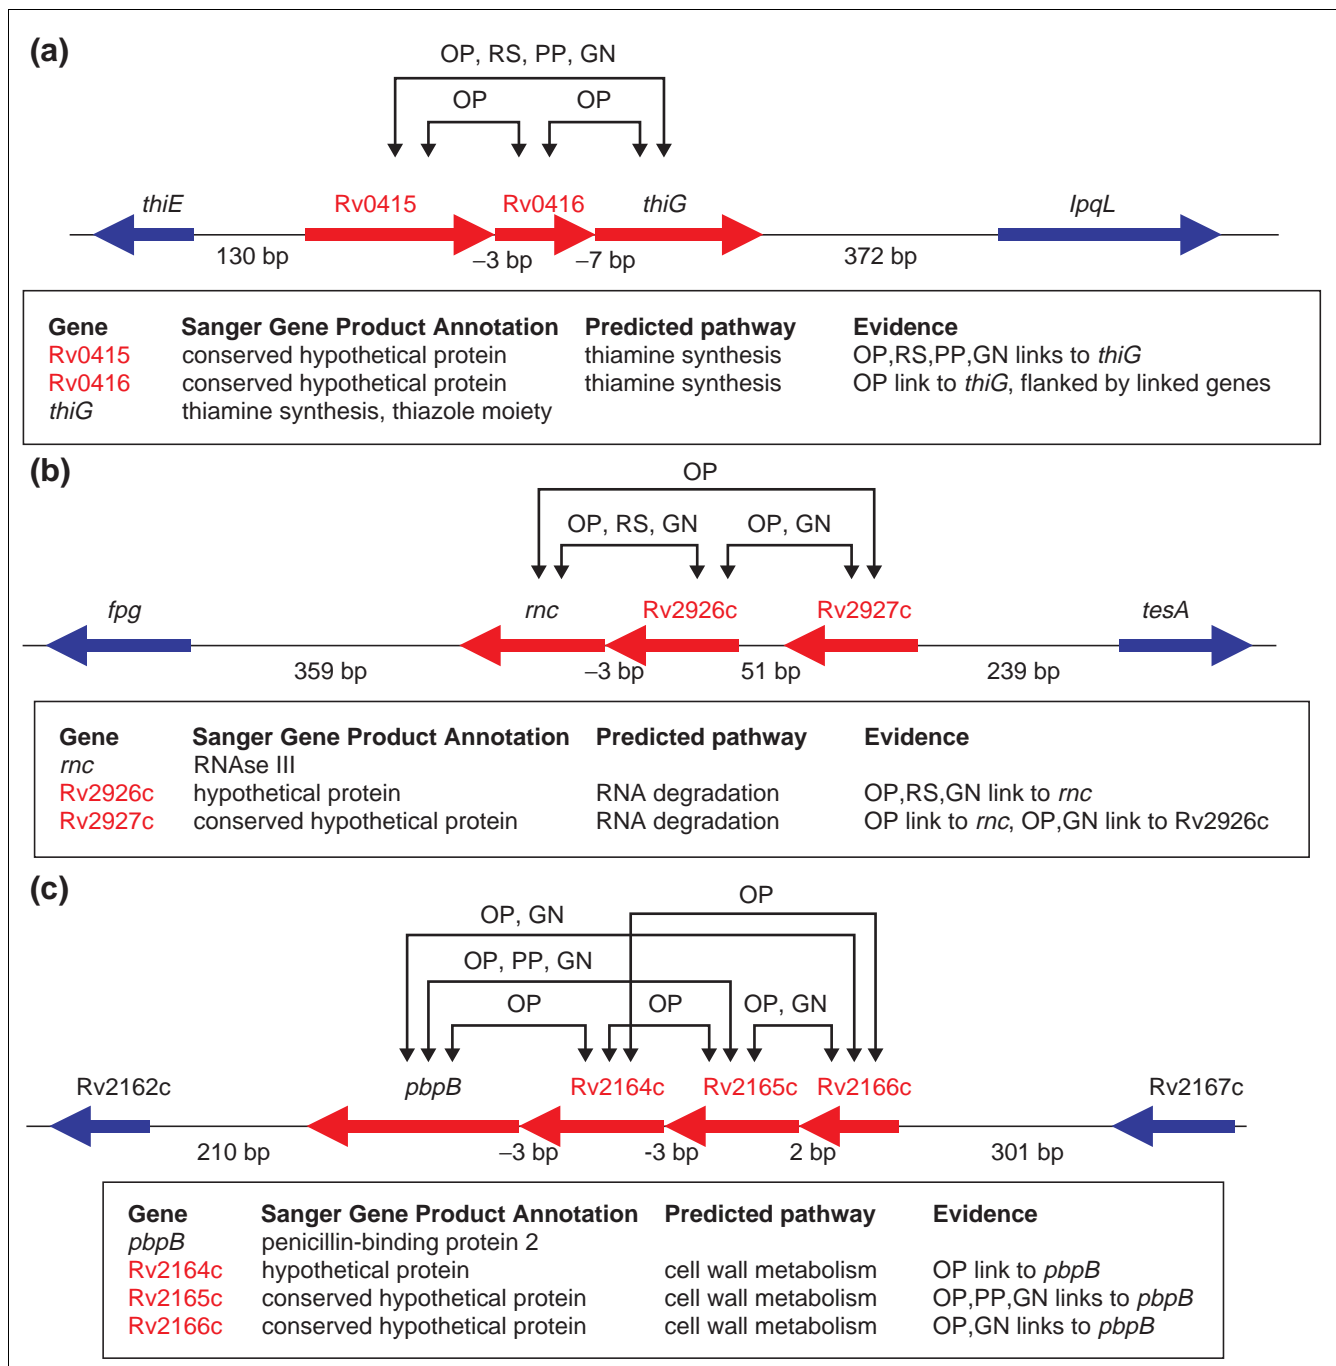 (a)
OP, RS, PP, GN
OP OP
thiE Rv0415 Rv0416 thiG lpqL
130 bp –3 bp –7 bp 372 bp
Gene Sanger Gene Product Annotation Predicted pathway Evidence
Rv0415 conserved hypothetical protein thiamine synthesis OP,RS,PP,GN links to thiG
Rv0416 conserved hypothetical protein thiamine synthesis OP link to thiG, flanked by linked genes
thiG thiamine synthesis, thiazole moiety
(b)
OP
OP, RS, GN OP, GN
fpg rnc Rv2926c Rv2927c tesA
359 bp –3 bp 51 bp 239 bp
Gene Sanger Gene Product Annotation Predicted pathway Evidence
rnc RNAse III
Rv2926c hypothetical protein RNA degradation OP,RS,GN link to rnc
Rv2927c conserved hypothetical protein RNA degradation OP link to rnc, OP,GN link to Rv2926c
(c)
OP
OP, GN
OP, PP, GN
OP OP OP, GN
Rv2162c pbpB Rv2164c Rv2165c Rv2166c Rv2167c
210 bp –3 bp -3 bp 2 bp 301 bp
Gene Sanger Gene Product Annotation Predicted pathway Evidence
pbpB penicillin-binding protein 2
Rv2164c hypothetical protein cell wall metabolism OP link to pbpB
Rv2165c conserved hypothetical protein cell wall metabolism OP,PP,GN links to pbpB
Rv2166c conserved hypothetical protein cell wall metabolism OP,GN links to pbpB